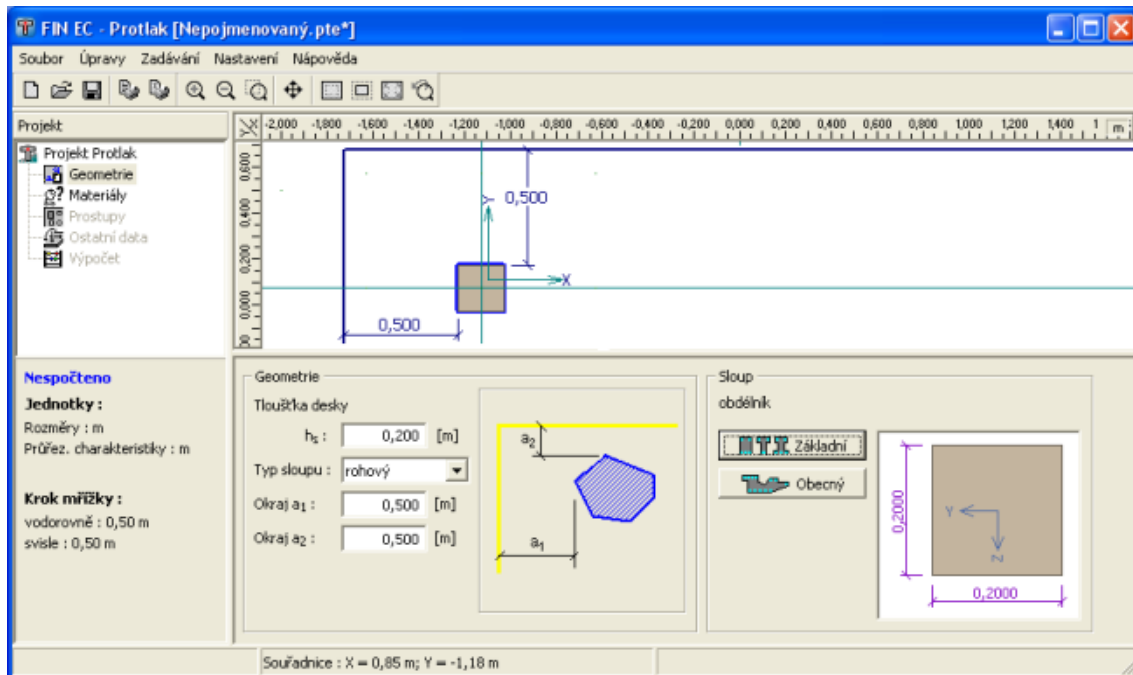 FIN EC - Protlak [Nepojmenovaný.pte*]
Soubor Úpravy Zadávání Nastavení Nápověda
Projekt
Projekt Protlak
Geometrie
Materiály
Prostupy
Ostatní data
Výpočet
-2,000 -1,800 -1,600 -1,400 -1,200 -1,000 -0,800 -0,600 -0,400 -0,200 0,000 0,200 0,400 0,600 0,800 1,000 1,200 1,400 1 m
0,600
0,400
0,200
0,000
Y
0,500
X
0,500
Nespočteno
Jednotky :
Rozměry : m
Průřez. charakteristiky : m
Krok mřížky :
vodorovně : 0,50 m
svisle : 0,50 m
Geometrie
Tloušťka desky
hs : 0,200 [m]
Typ sloupu : rohový
Okraj a1 : 0,500 [m]
Okraj a2 : 0,500 [m]
a2
a1
Sloup
obdélník
Základní
Obecný
0,2000
Y
Z
0,2000
Souřadnice : X = 0,85 m; Y = -1,18 m